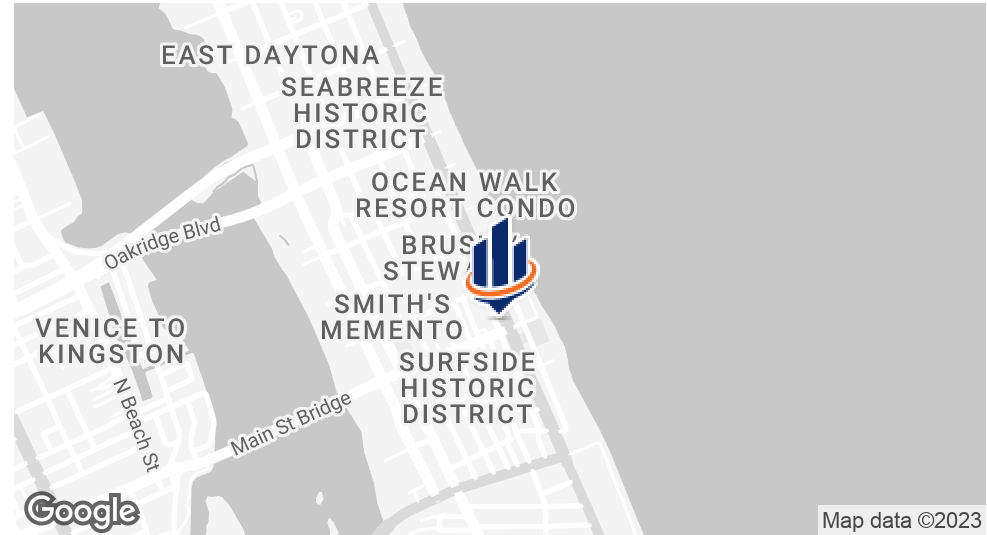 EAST DAYTONA
SEABREEZE
HISTORIC
DISTRICT
OCEAN WALK
RESORT CONDO
Oakridge Blvd
SMITH'S
MEMENTO
VENICE TO
KINGSTON
SURFSIDE
HISTORIC
DISTRICT
N Beach St
Main St Bridge
Google
Map data ©2023